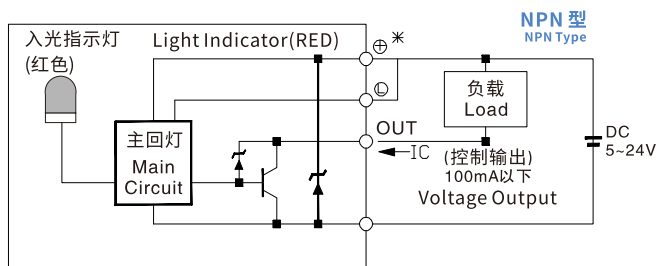 NPN 型
NPN Type
入光指示灯
(红色)
Light Indicator(RED)
⊕ *
Ⓛ
负载
Load
主回灯
Main
Circuit
OUT
IC
(控制输出)
100mA以下
Voltage Output
DC
5~24V